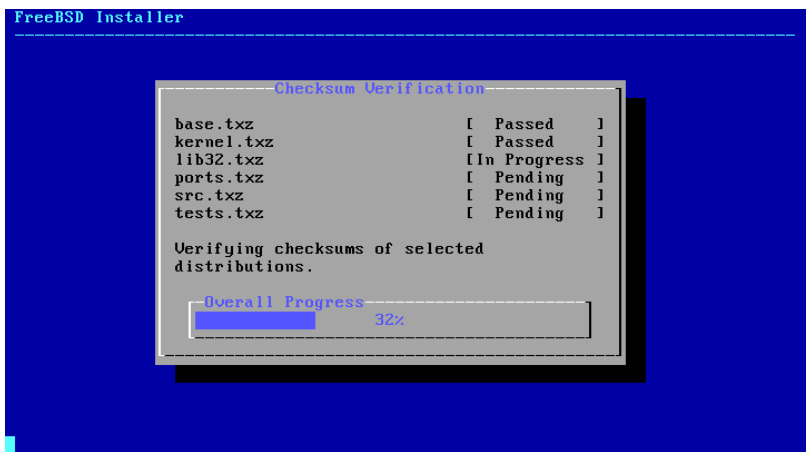 FreeBSD Installer
Checksum Verification
base.txz [ Passed ]
kernel.txz [ Passed ]
lib32.txz [In Progress ]
ports.txz [ Pending ]
src.txz [ Pending ]
tests.txz [ Pending ]
Verifying checksums of selected
distributions.
Overall Progress
32%